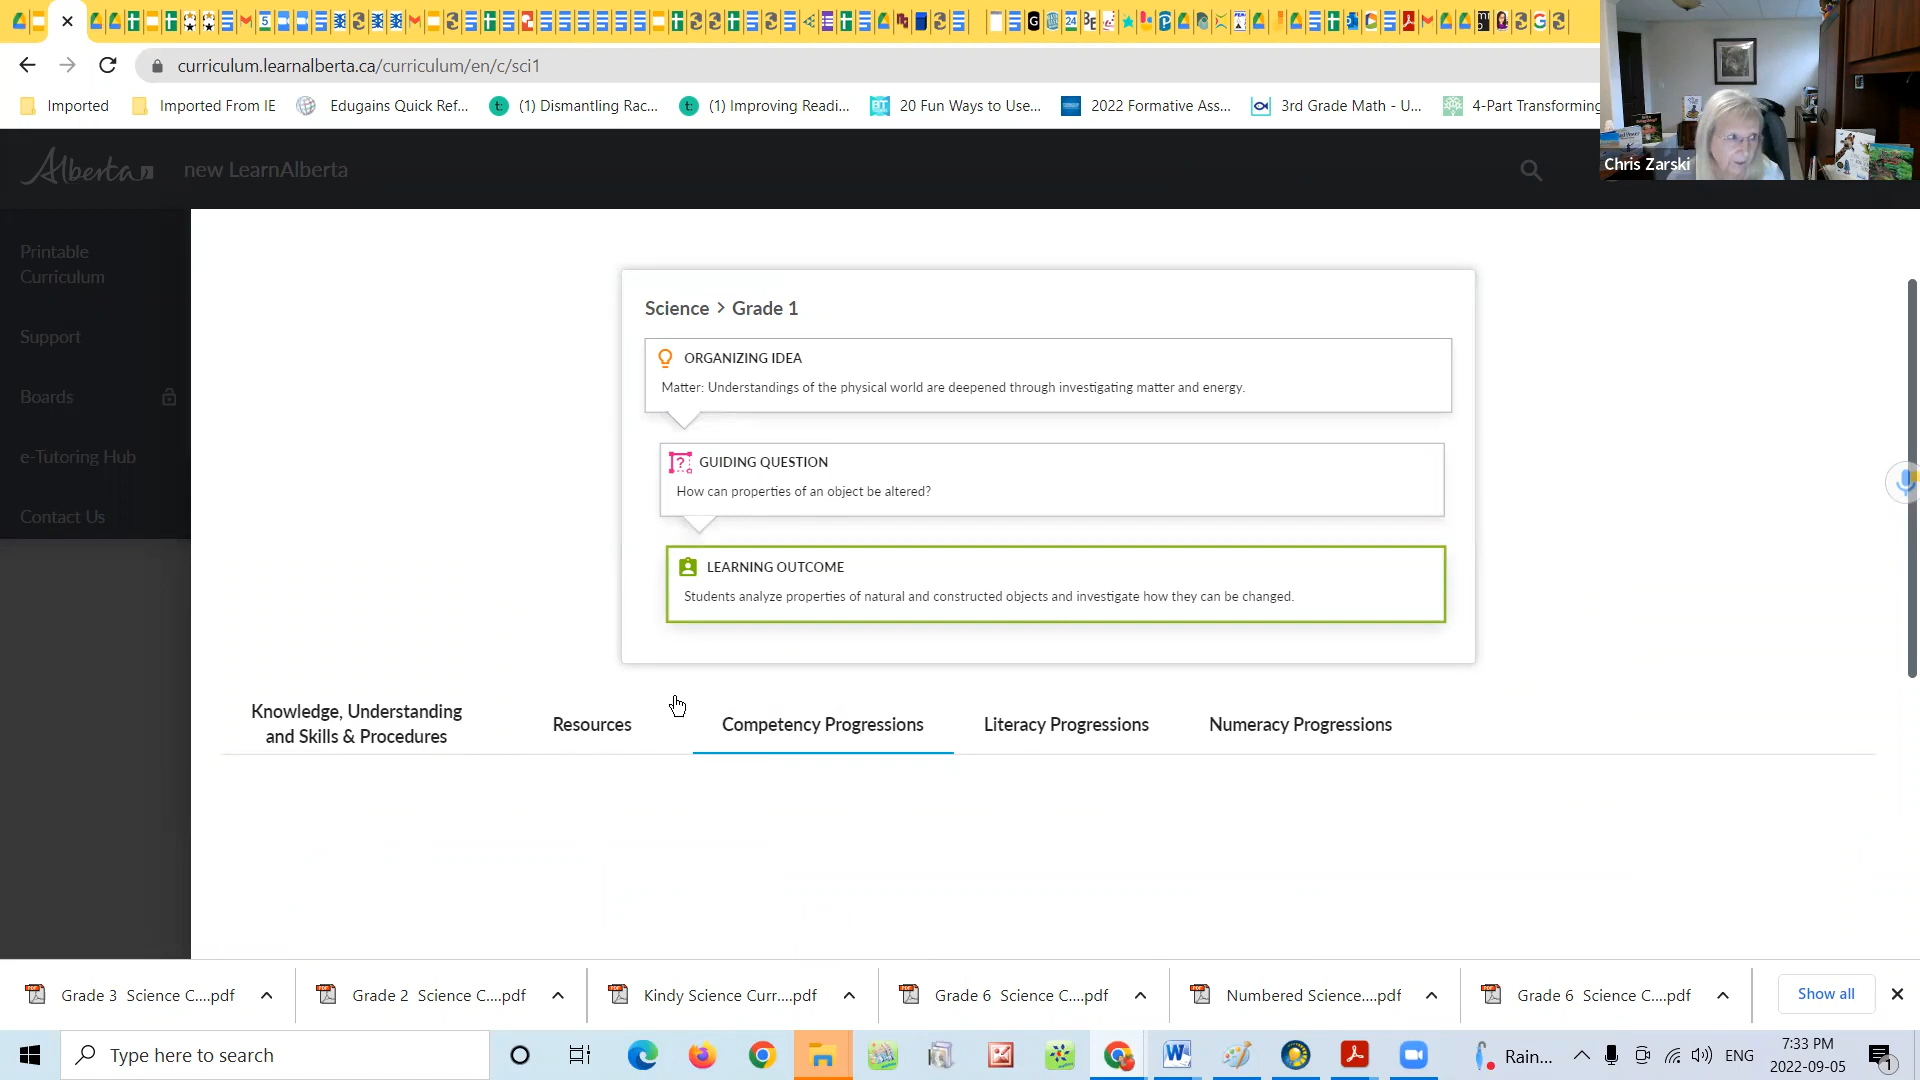 curriculum.learnalberta.ca/curriculum/en/c/sci1
Imported
Imported From IE
Edugains Quick Ref...
(1) Dismantling Rac...
(1) Improving Readi...
20 Fun Ways to Use...
2022 Formative Ass...
3rd Grade Math - U...
4-Part Transforming
Chris Zarski
Alberta
new LearnAlberta
Printable
Curriculum
Support
Boards
e-Tutoring Hub
Contact Us
Science > Grade 1
ORGANIZING IDEA
Matter: Understandings of the physical world are deepened through investigating matter and energy.
GUIDING QUESTION
How can properties of an object be altered?
LEARNING OUTCOME
Students analyze properties of natural and constructed objects and investigate how they can be changed.
Knowledge, Understanding
and Skills & Procedures
Resources
Competency Progressions
Literacy Progressions
Numeracy Progressions
Grade 3 Science C....pdf
Grade 2 Science C....pdf
Kindy Science Curr....pdf
Grade 6 Science C....pdf
Numbered Science....pdf
Grade 6 Science C....pdf
Show all
Type here to search
Rain...
ENG
7:33 PM
2022-09-05
1